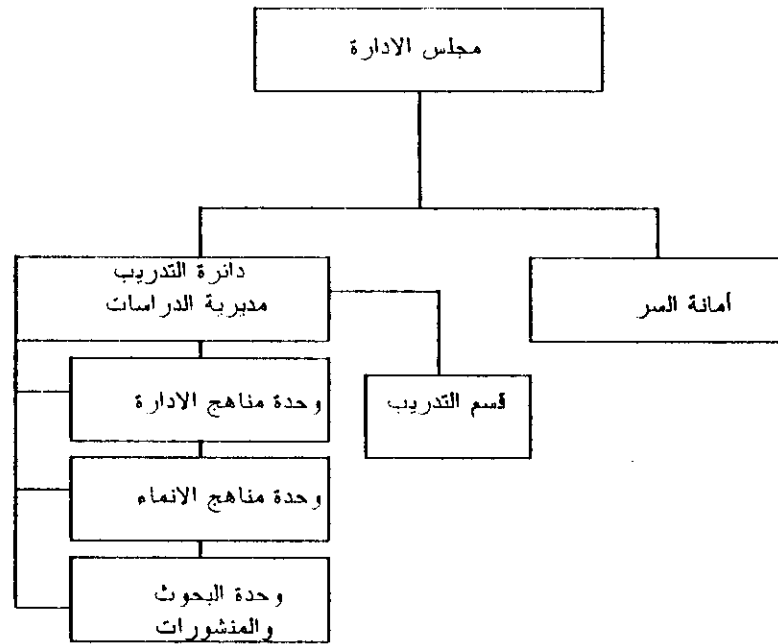 مجلس الادارة
أمانة السر
دائرة التدريب
مديرية الدراسات
قسم التدريب
وحدة مناهج الادارة
وحدة مناهج الانماء
وحدة البحوث
والمنشورات